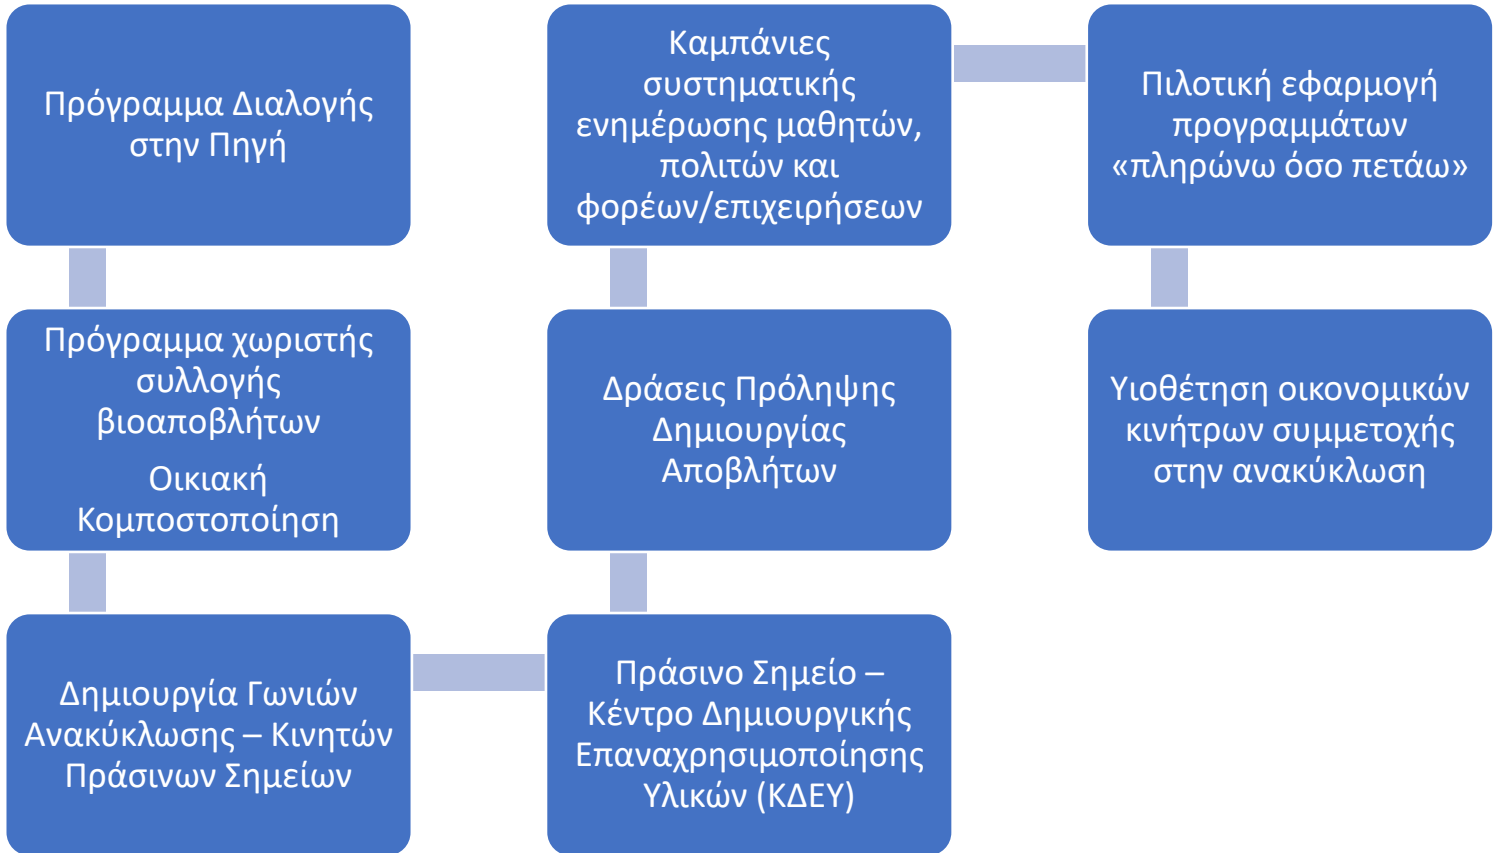 Πρόγραμμα Διαλογής
στην Πηγή
Πρόγραμμα χωριστής
συλλογής
βιοαποβλήτων
Οικιακή
Κομποστοποίηση
Δημιουργία Γωνιών
Ανακύκλωσης – Κινητών
Πράσινων Σημείων
Πράσινο Σημείο –
Κέντρο Δημιουργικής
Επαναχρησιμοποίησης
Υλικών (ΚΔΕΥ)
Δράσεις Πρόληψης
Δημιουργίας
Αποβλήτων
Καμπάνιες
συστηματικής
ενημέρωσης μαθητών,
πολιτών και
φορέων/επιχειρήσεων
Πιλοτική εφαρμογή
προγραμμάτων
«πληρώνω όσο πετάω»
Υιοθέτηση οικονομικών
κινήτρων συμμετοχής
στην ανακύκλωση